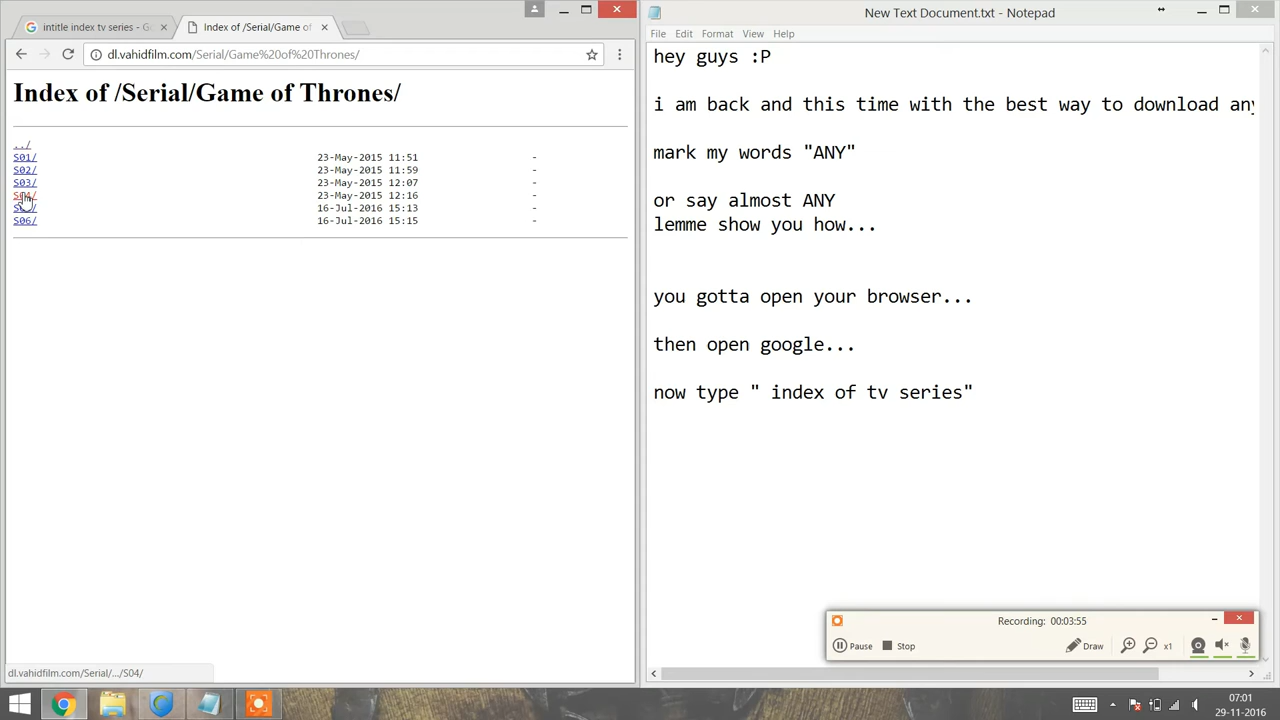 intitle index tv series - G
Index of /Serial/Game of
dl.vahidfilm.com/Serial/Game%20of%20Thrones/
Index of /Serial/Game of Thrones/
../
S01/ 23-May-2015 11:51 -
S02/ 23-May-2015 11:59 -
S03/ 23-May-2015 12:07 -
S04/ 23-May-2015 12:16 -
16-Jul-2016 15:13 -
S06/ 16-Jul-2016 15:15 -
dl.vahidfilm.com/Serial/.../S04/
New Text Document.txt - Notepad
File Edit Format View Help
hey guys :P
i am back and this time with the best way to download any
mark my words "ANY"
or say almost ANY
lemme show you how...
you gotta open your browser...
then open google...
now type " index of tv series"
Recording: 00:03:55
Pause Stop Draw x1
07:01
29-11-2016